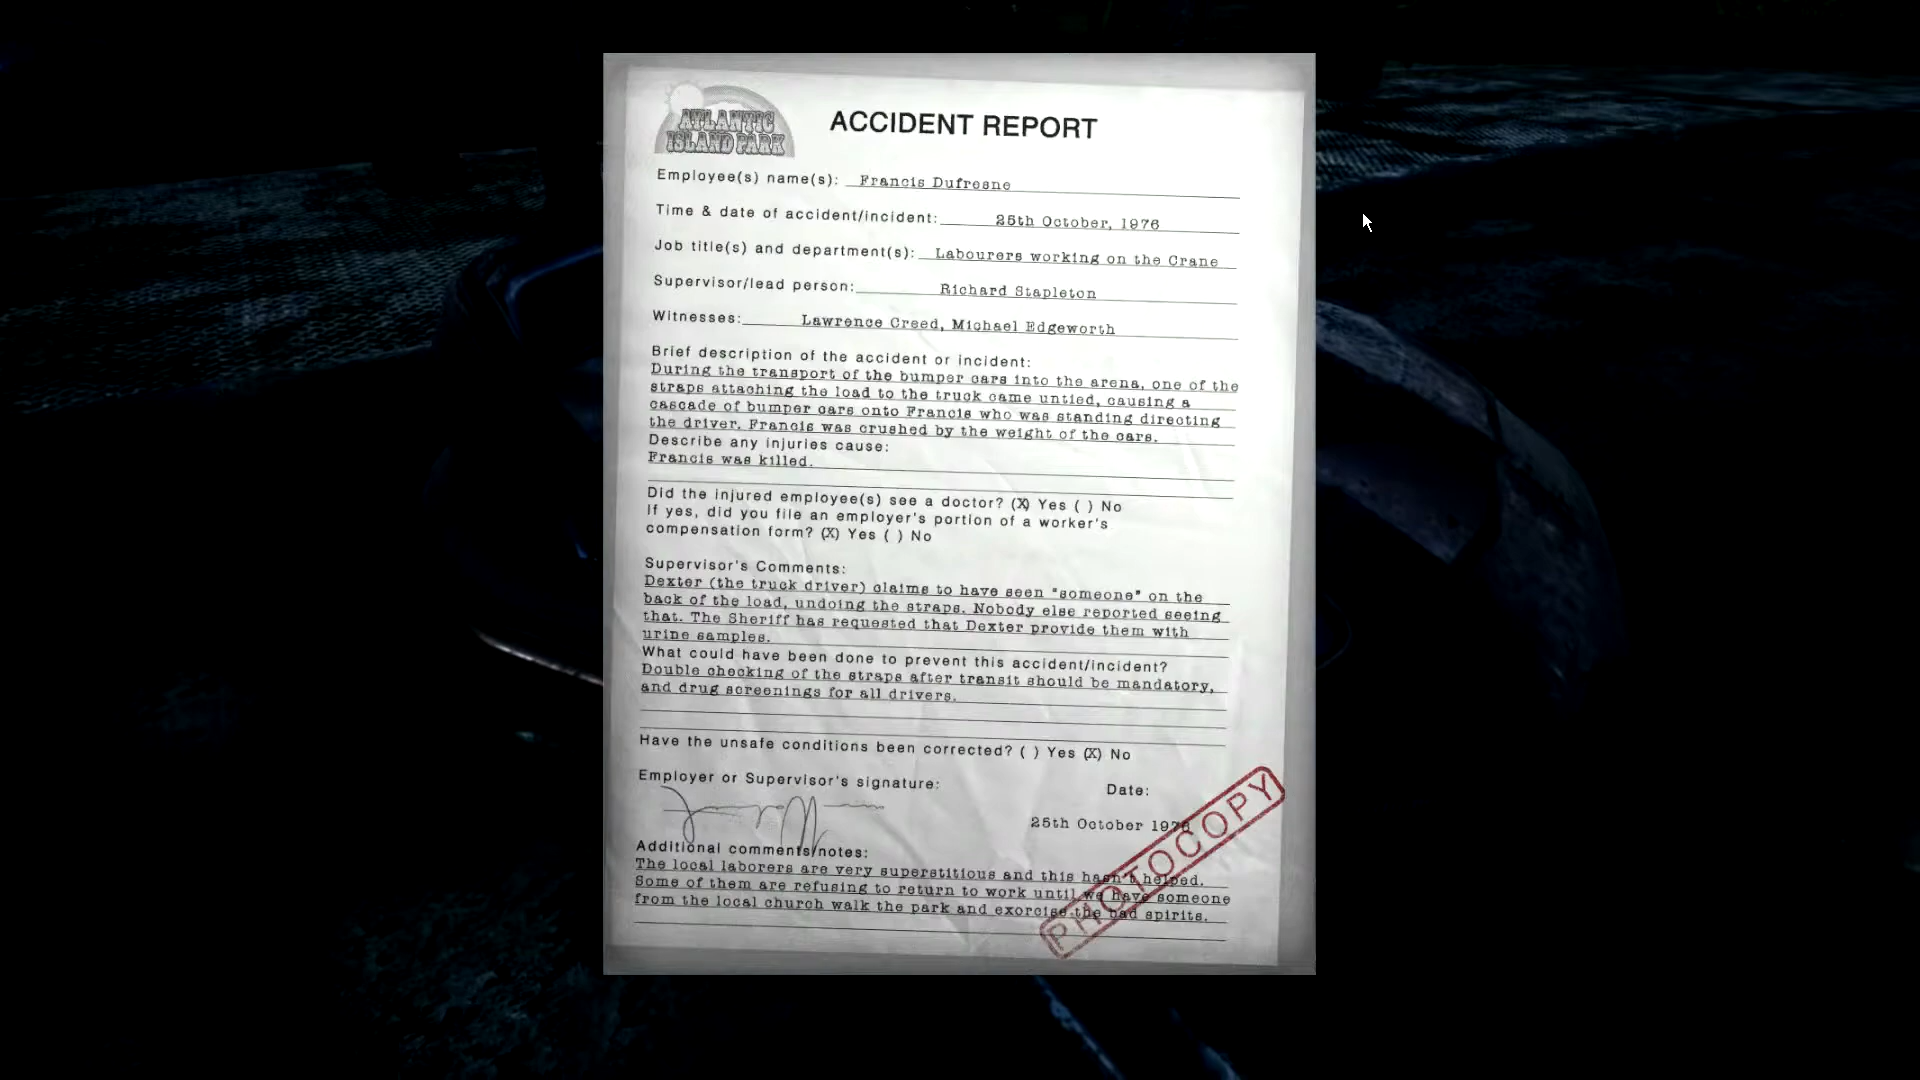 ATLANTIC
ISLAND PARK
ACCIDENT REPORT
Employee(s) name(s): Francis Dufresne
Time & date of accident/incident: 25th October, 1976
Job title(s) and department(s): Labourers working on the Crane
Supervisor/lead person: Richard Stapleton
Witnesses: Lawrence Creed, Michael Edgeworth
Brief description of the accident or incident:
During the transport of the bumper cars into the arena, one of the
straps attaching the load to the truck came untied, causing a
cascade of bumper cars onto Francis who was standing directing
the driver. Francis was crushed by the weight of the cars.
Describe any injuries cause:
Francis was killed.
Did the injured employee(s) see a doctor? (X) Yes ( ) No
If yes, did you file an employer's portion of a worker's
compensation form? (X) Yes ( ) No
Supervisor's Comments:
Dexter (the truck driver) claims to have seen "someone" on the
back of the load, undoing the straps. Nobody else reported seeing
that. The Sheriff has requested that Dexter provide them with
urine samples.
What could have been done to prevent this accident/incident?
Double checking of the straps after transit should be mandatory,
and drug screenings for all drivers.
Have the unsafe conditions been corrected? ( ) Yes (X) No
Employer or Supervisor's signature:
Date:
25th October 1976
Additional comments/notes:
The local laborers are very superstitious and this hasn't helped.
Some of them are refusing to return to work until we have someone
from the local church walk the park and exorcise the bad spirits.
PHOTOCOPY